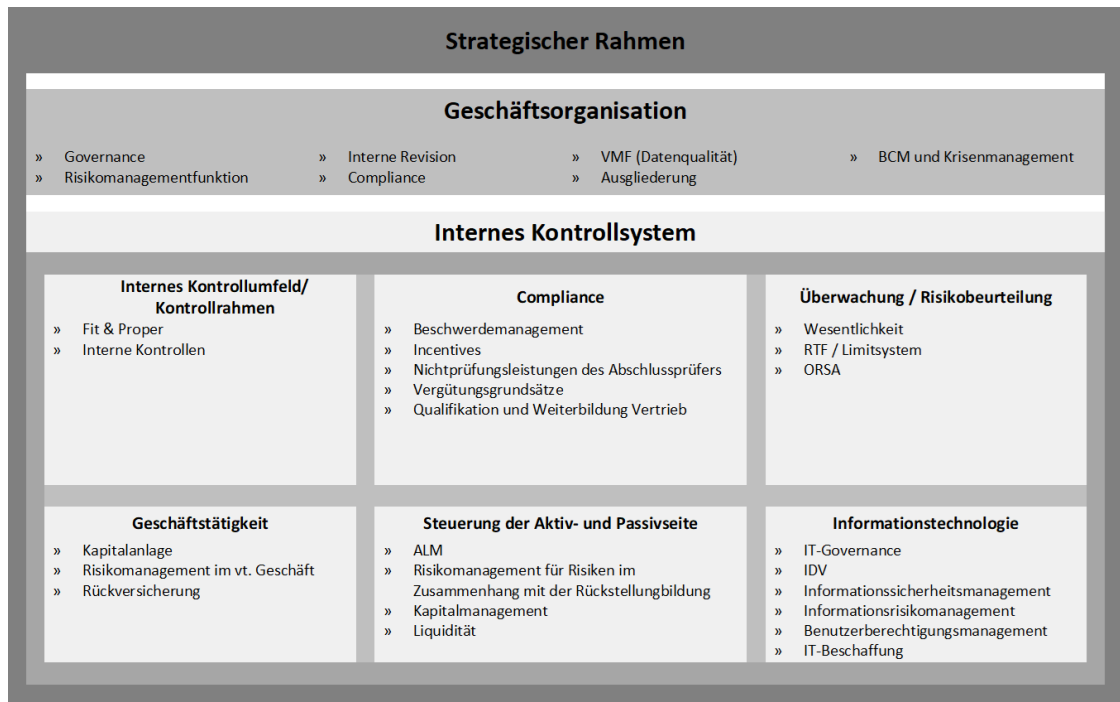 Strategischer Rahmen
Geschäftsorganisation
» Governance
» Risikomanagementfunktion
» Interne Revision
» Compliance
» VMF (Datenqualität)
» Ausgliederung
» BCM und Krisenmanagement
Internes Kontrollsystem
Internes Kontrollumfeld/
Kontrollrahmen
» Fit & Proper
» Interne Kontrollen
Compliance
» Beschwerdemanagement
» Incentives
» Nichtprüfungsleistungen des Abschlussprüfers
» Vergütungsgrundsätze
» Qualifikation und Weiterbildung Vertrieb
Überwachung / Risikobeurteilung
» Wesentlichkeit
» RTF / Limitsystem
» ORSA
Geschäftstätigkeit
» Kapitalanlage
» Risikomanagement im vt. Geschäft
» Rückversicherung
Steuerung der Aktiv- und Passivseite
» ALM
» Risikomanagement für Risiken im
Zusammenhang mit der Rückstellungbildung
» Kapitalmanagement
» Liquidität
Informationstechnologie
» IT-Governance
» IDV
» Informationssicherheitsmanagement
» Informationsrisikomanagement
» Benutzerberechtigungsmanagement
» IT-Beschaffung